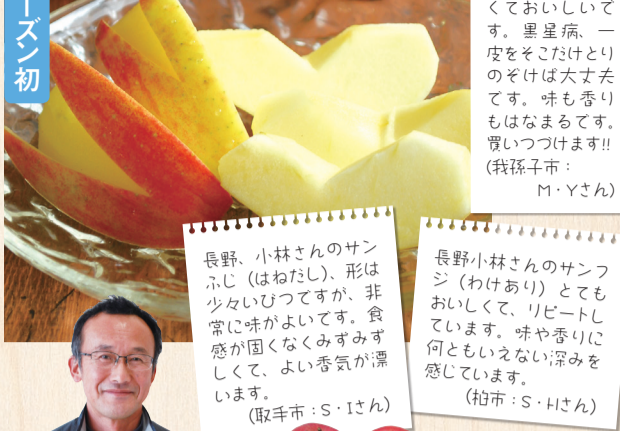 ーズン初
くておいしいで
す。黒星病、一
皮をそこだけとり
のぞけば大丈夫
です。味も香り
もはなまるです。
買いつづけます!!
(我孫子市：
M・Yさん)
長野、小林さんのサン
ふじ（はねだし）、形は
少々いびつですが、非
常に味がよいです。食
感が固くなくみずみず
しくて、よい香気が漂
います。
(取手市：S・Iさん)
長野小林さんのサンフ
ジ（わけあり）とても
おいしくて、リピートし
ています。味や香りに
何ともいえない深みを
感じています。
(柏市：S・Hさん)